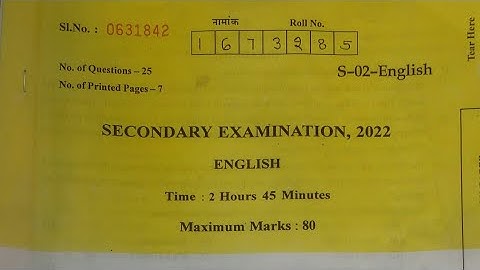 नामांक Roll No.
Sl.No. : 0631842
1 6 7 3 2 8 5
No. of Questions – 25
S–02–English
No. of Printed Pages – 7
SECONDARY EXAMINATION, 2022
ENGLISH
Time : 2 Hours 45 Minutes
Maximum Marks : 80
Tear Here